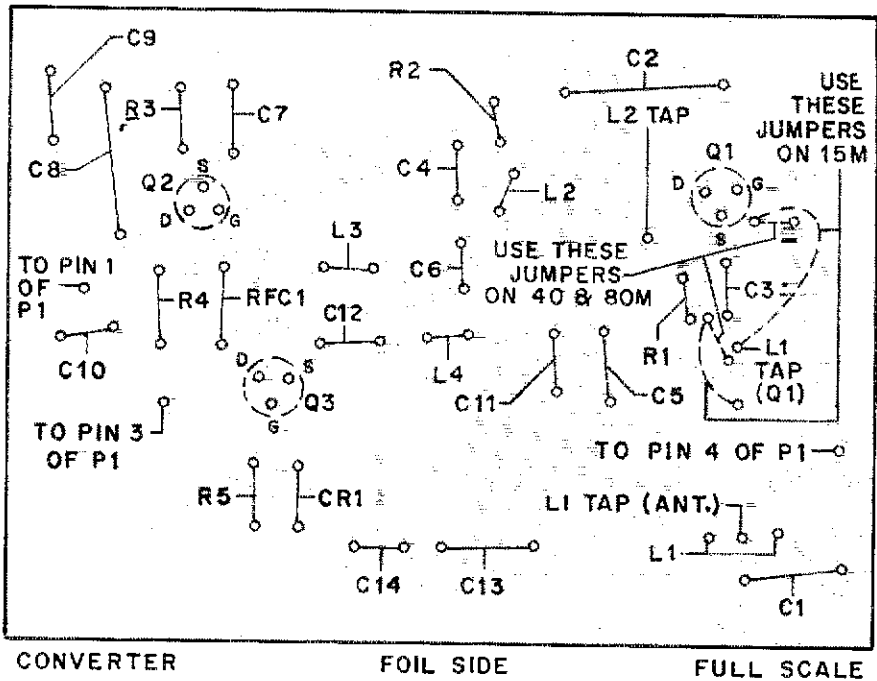 C9
R3
C7
C8
Q2
S
D
G
R2
C2
L2 TAP
USE
THESE
JUMPERS
ON 15M
C4
L2
Q1
D
G
S
L3
C6
USE THESE
JUMPERS
ON 40 & 80M
TO PIN 1
OF
P1
R4
RFC1
C12
C3
C10
L4
R1
L1
TAP
(Q1)
D
S
Q3
G
C11
C5
TO PIN 3
OF P1
TO PIN 4 OF P1
R5
CR1
L1 TAP (ANT.)
L1
C14
C13
C1
CONVERTER
FOIL SIDE
FULL SCALE